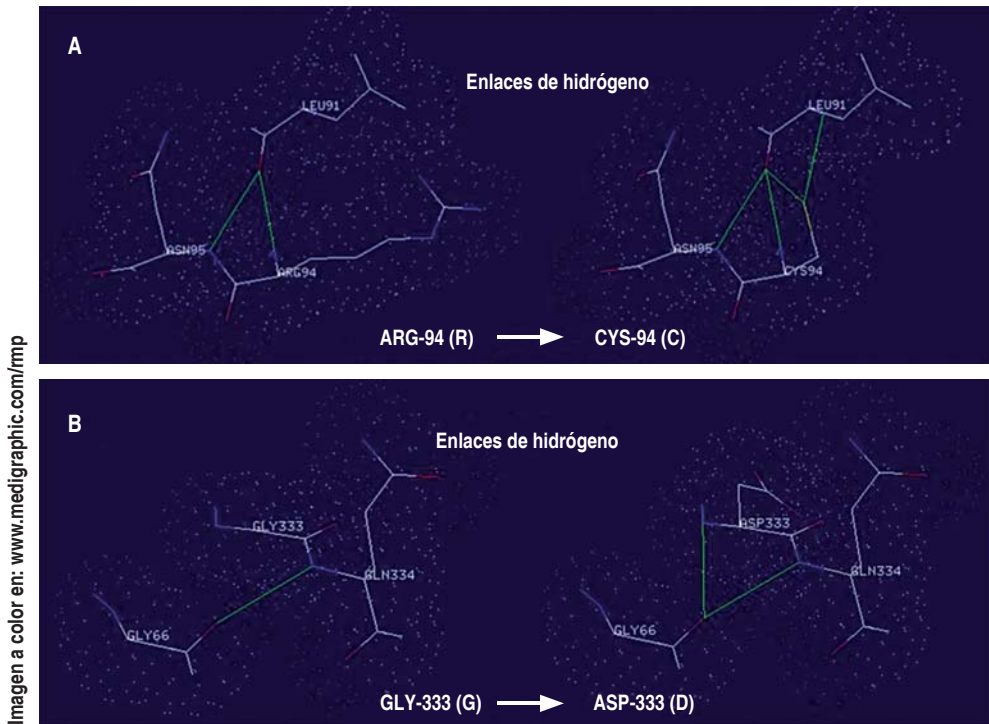 A
Enlaces de hidrógeno
LEU91
LEU91
ASN95
ARG94
ASN95
CYS94
ARG-94 (R)
CYS-94 (C)
B
Enlaces de hidrógeno
GLY333
GLN334
GLY66
ASP333
GLN334
GLY66
GLY-333 (G)
ASP-333 (D)
Imagen a color en: www.medigraphic.com/rmp